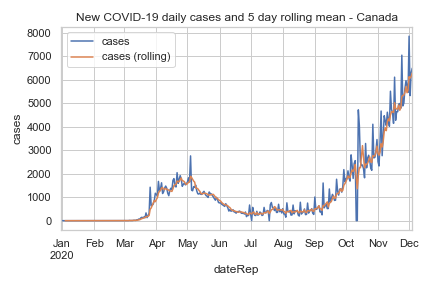 New COVID-19 daily cases and 5 day rolling mean - Canada
cases
cases (rolling)
8000
7000
6000
5000
4000
3000
2000
1000
0
cases
Jan Feb Mar Apr May Jun Jul Aug Sep Oct Nov Dec
2020
dateRep